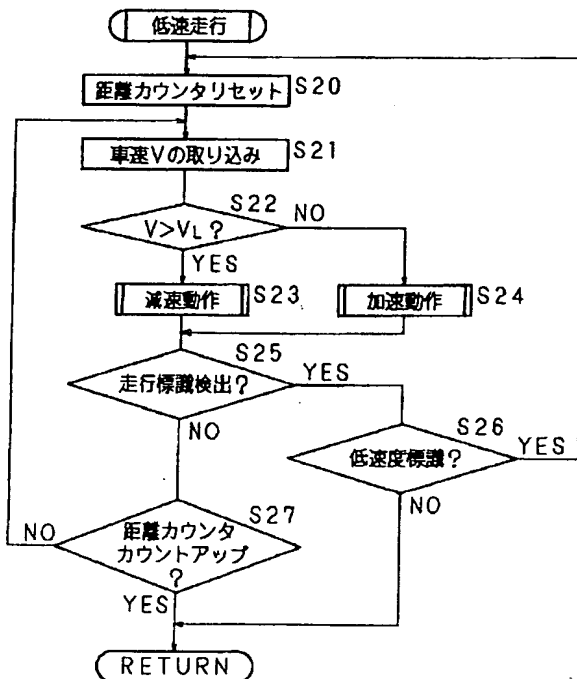 低速走行
距離カウンタリセット S20
車速Vの取り込み S21
S22
V>VL? NO
YES
減速動作 S23
加速動作 S24
S25
走行標識検出? YES
NO
S26
低速度標識? YES
NO
S27
距離カウンタ
カウントアップ
?
NO
YES
RETURN